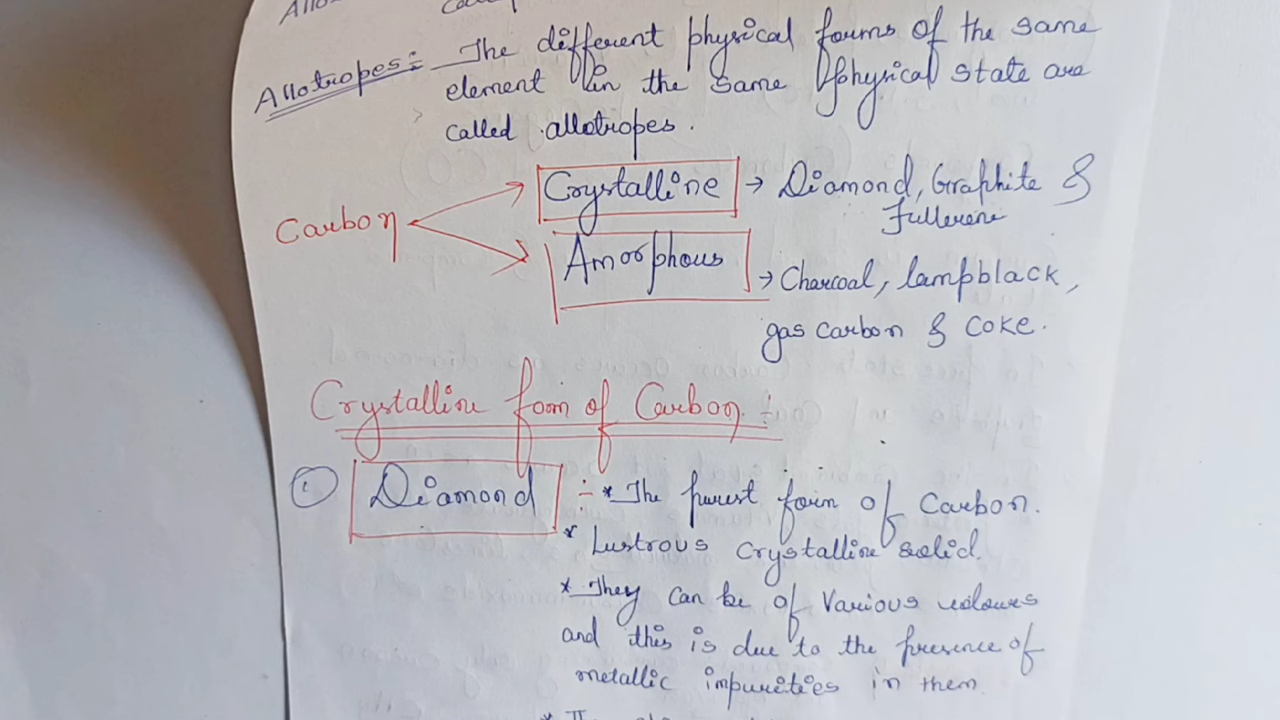 Allotropes:- The different physical forms of the same
element in the same physical state are
called allotropes.
Carbon
Crystalline → Diamond, Graphite &
Fullerene
Amorphous → Charcoal, lampblack,
gas carbon & coke.
Crystalline form of Carbon :
① Diamond :- * The purest form of Carbon.
* Lustrous crystalline solid.
* They can be of various colours
and this is due to the presence of
metallic impurities in them